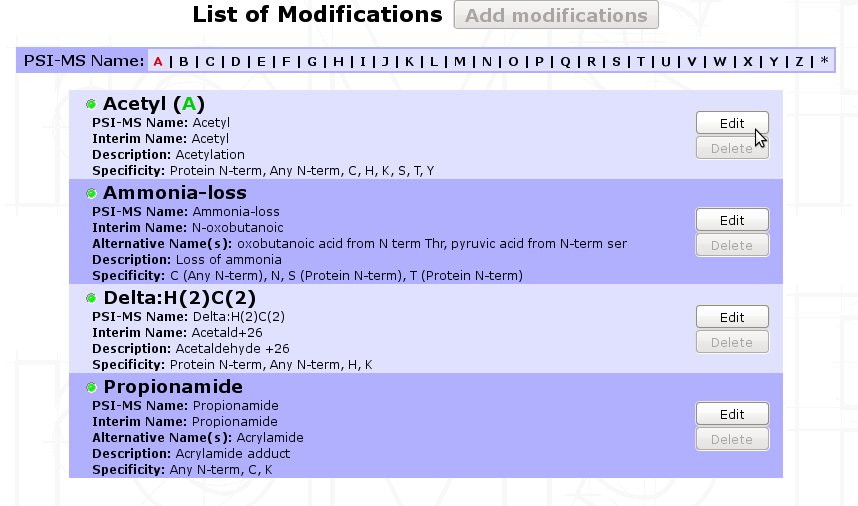 List of Modifications Add modifications
PSI-MS Name: A | B | C | D | E | F | G | H | I | J | K | L | M | N | O | P | Q | R | S | T | U | V | W | X | Y | Z | *
Acetyl (A)
PSI-MS Name: Acetyl
Edit
Interim Name: Acetyl
Description: Acetylation
Delete
Specificity: Protein N-term, Any N-term, C, H, K, S, T, Y
Ammonia-loss
PSI-MS Name: Ammonia-loss
Edit
Interim Name: N-oxobutanoic
Alternative Name(s): oxobutanoic acid from N term Thr, pyruvic acid from N-term ser
Delete
Description: Loss of ammonia
Specificity: C (Any N-term), N, S (Protein N-term), T (Protein N-term)
Delta:H(2)C(2)
PSI-MS Name: Delta:H(2)C(2)
Edit
Interim Name: Acetald+26
Description: Acetaldehyde +26
Delete
Specificity: Protein N-term, Any N-term, H, K
Propionamide
PSI-MS Name: Propionamide
Edit
Interim Name: Propionamide
Alternative Name(s): Acrylamide
Delete
Description: Acrylamide adduct
Specificity: Any N-term, C, K